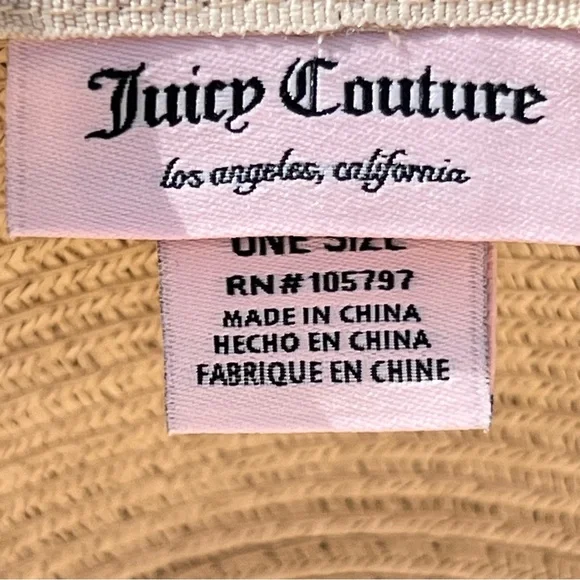 Juicy Couture
los angeles, california
ONE SIZE
RN#105797
MADE IN CHINA
HECHO EN CHINA
FABRIQUE EN CHINE